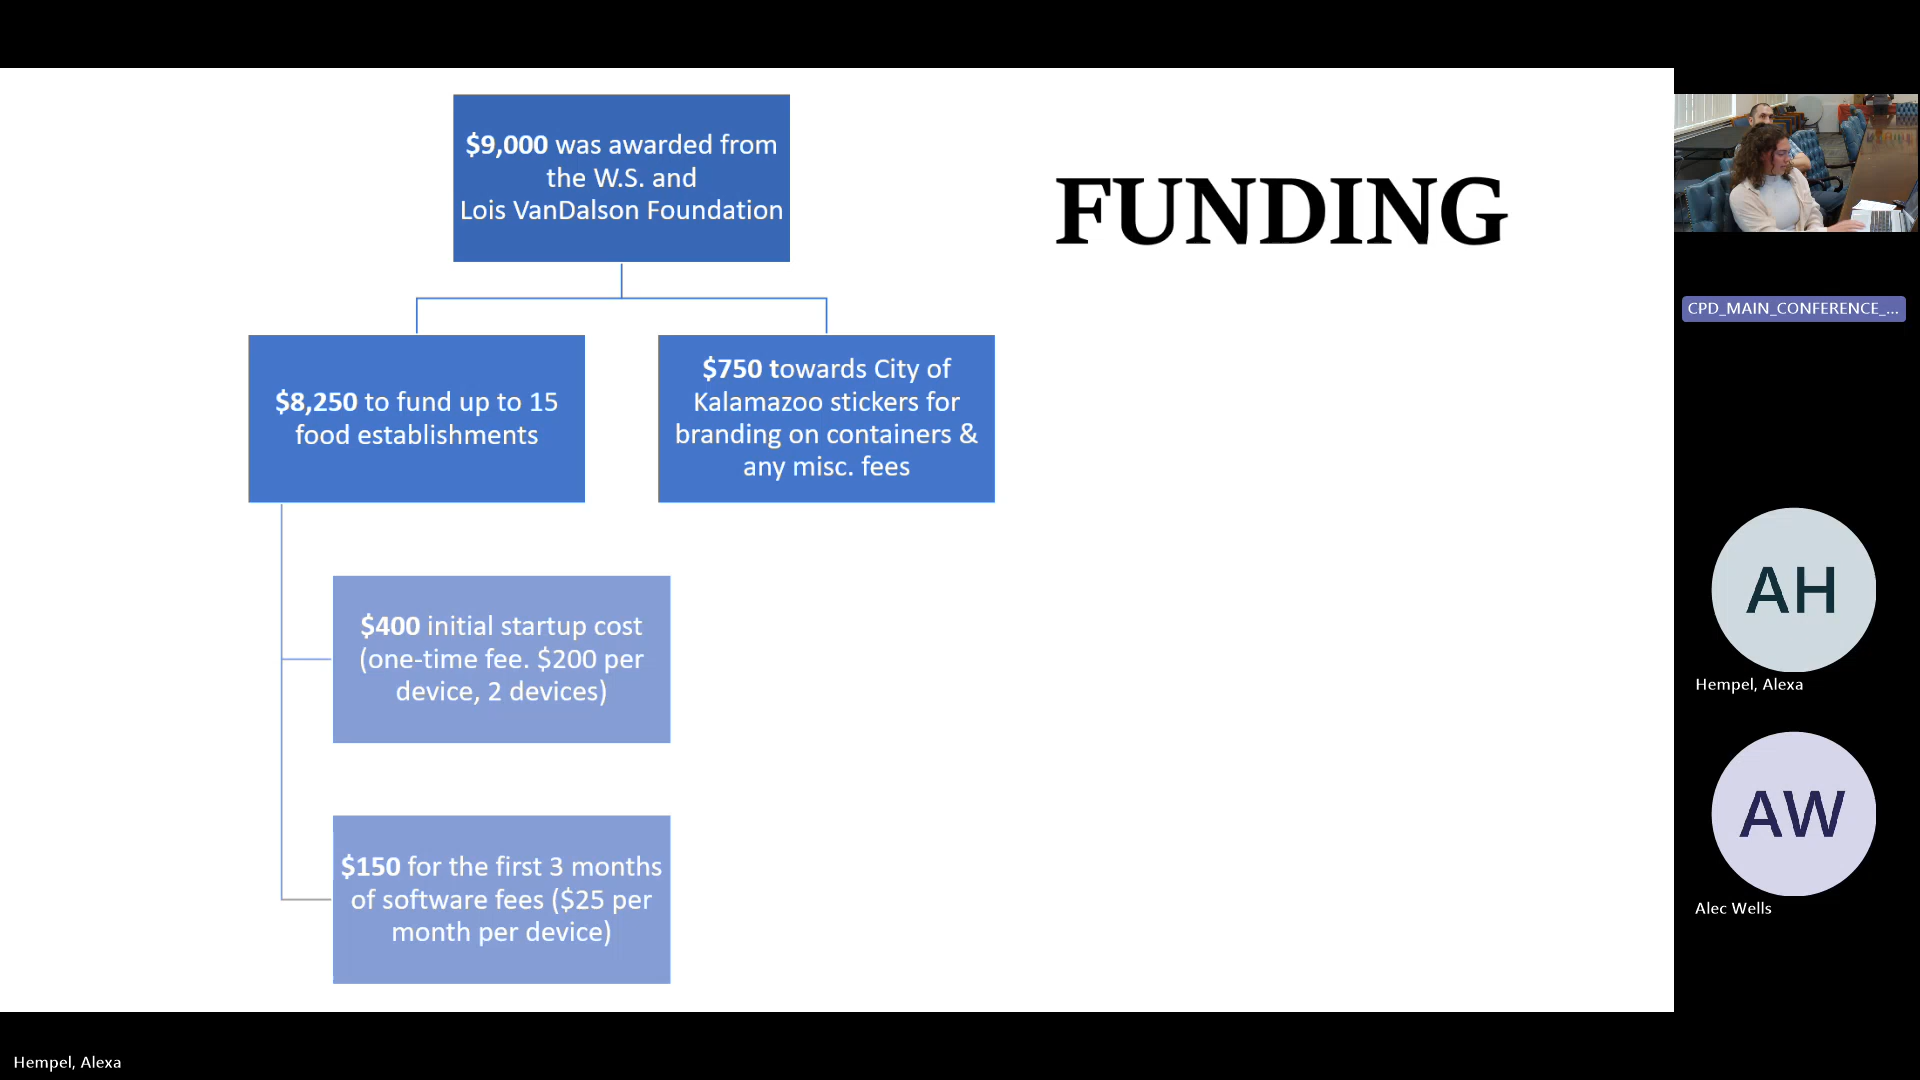 $9,000 was awarded from
the W.S. and
Lois VanDalson Foundation
FUNDING
$8,250 to fund up to 15
food establishments
$750 towards City of
Kalamazoo stickers for
branding on containers &
any misc. fees
$400 initial startup cost
(one-time fee. $200 per
device, 2 devices)
$150 for the first 3 months
of software fees ($25 per
month per device)
CPD_MAIN_CONFERENCE_...
AH
Hempel, Alexa
AW
Alec Wells
Hempel, Alexa